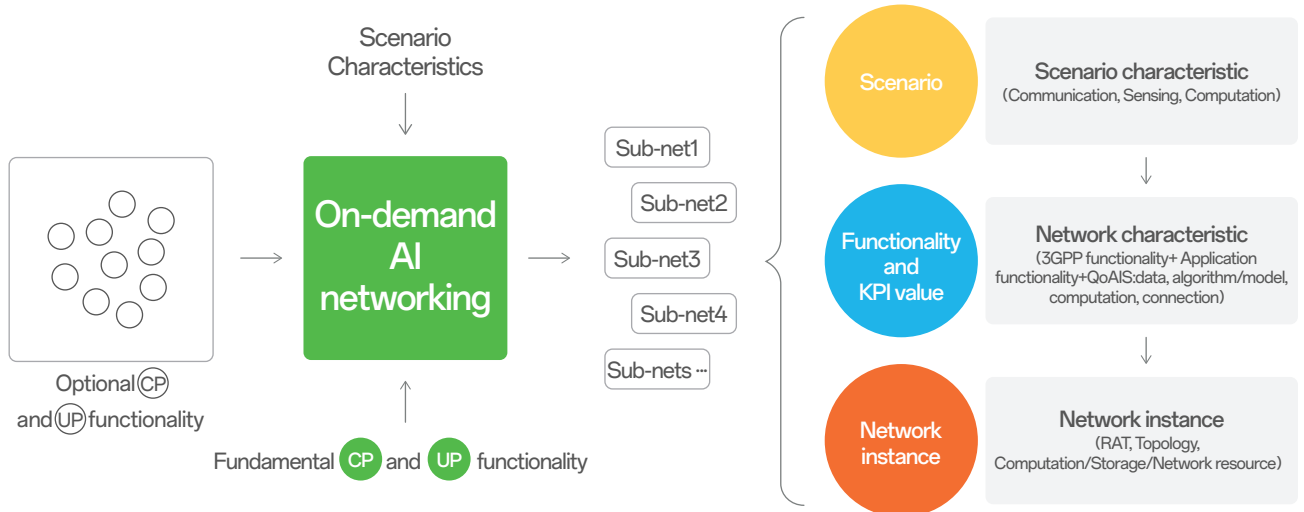 Scenario
Characteristics
Optional CP
and UP functionality
On-demand
AI
networking
Fundamental CP and UP functionality
Sub-net1
Sub-net2
Sub-net3
Sub-net4
Sub-nets ···
Scenario
Scenario characteristic
(Communication, Sensing, Computation)
Functionality
and
KPI value
Network characteristic
(3GPP functionality+ Application
functionality+QoAIS:data, algorithm/model,
computation, connection)
Network
instance
Network instance
(RAT, Topology,
Computation/Storage/Network resource)